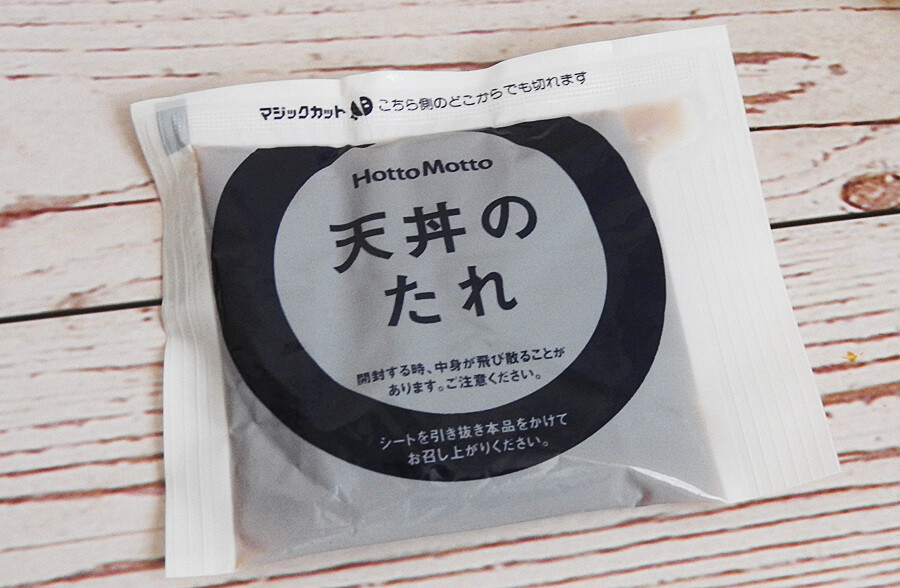 マジックカット こちら側のどこからでも切れます
HottoMotto
天丼の
たれ
開封する時、中身が飛び散ることが
あります。ご注意ください。
シートを引き抜き本品をかけて
お召し上がりください。